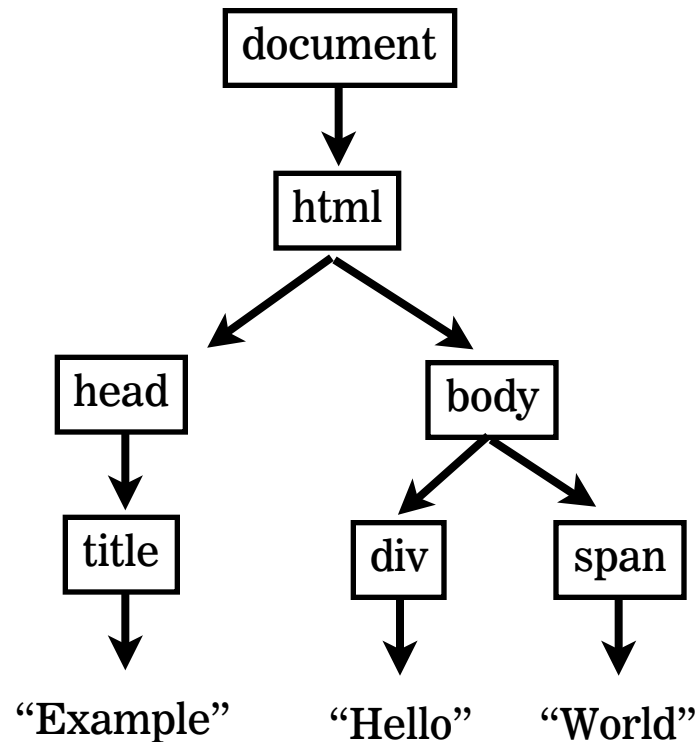 document
html
head
body
title
div
span
“Example”
“Hello”
“World”